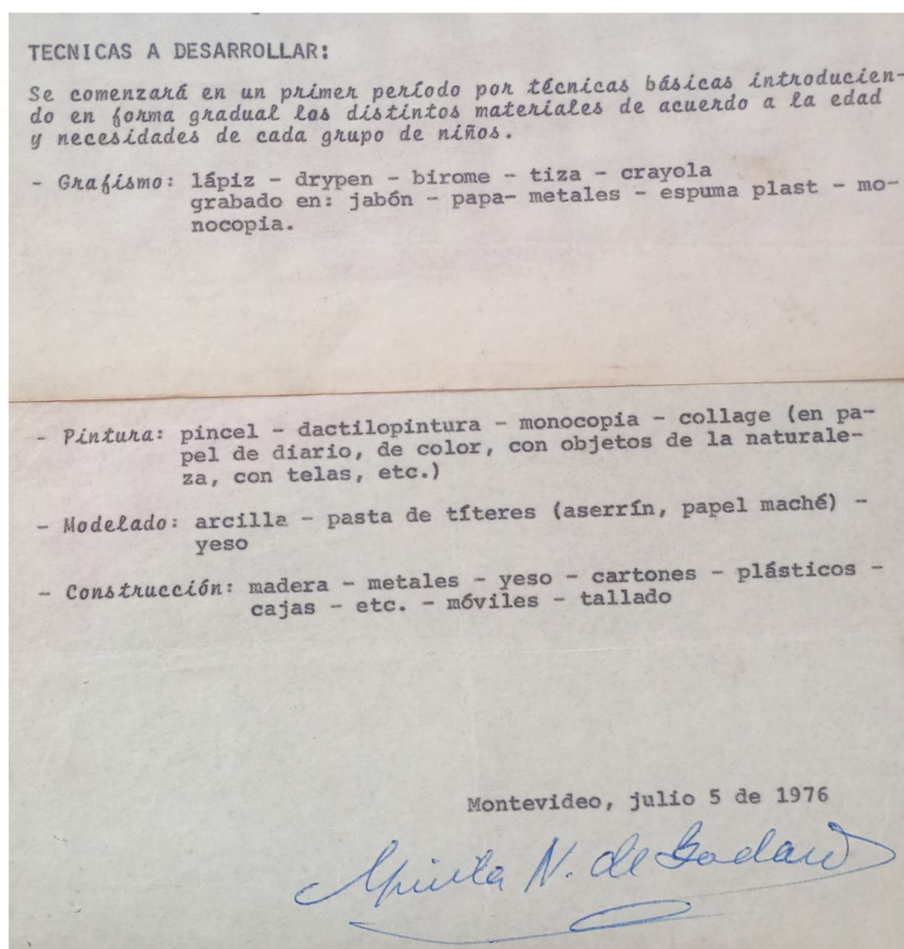 TECNICAS A DESARROLLAR:
Se comenzará en un primer período por técnicas básicas introducien-
do en forma gradual los distintos materiales de acuerdo a la edad
y necesidades de cada grupo de niños.
- Grafismo: lápiz - drypen - birome - tiza - crayola
grabado en: jabón - papa- metales - espuma plast - mo-
nocopia.
- Pintura: pincel - dactilopintura - monocopia - collage (en pa-
pel de diario, de color, con objetos de la naturale-
za, con telas, etc.)
- Modelado: arcilla - pasta de títeres (aserrín, papel maché) -
yeso
- Construcción: madera - metales - yeso - cartones - plásticos -
cajas - etc. - móviles - tallado
Montevideo, julio 5 de 1976
N. de